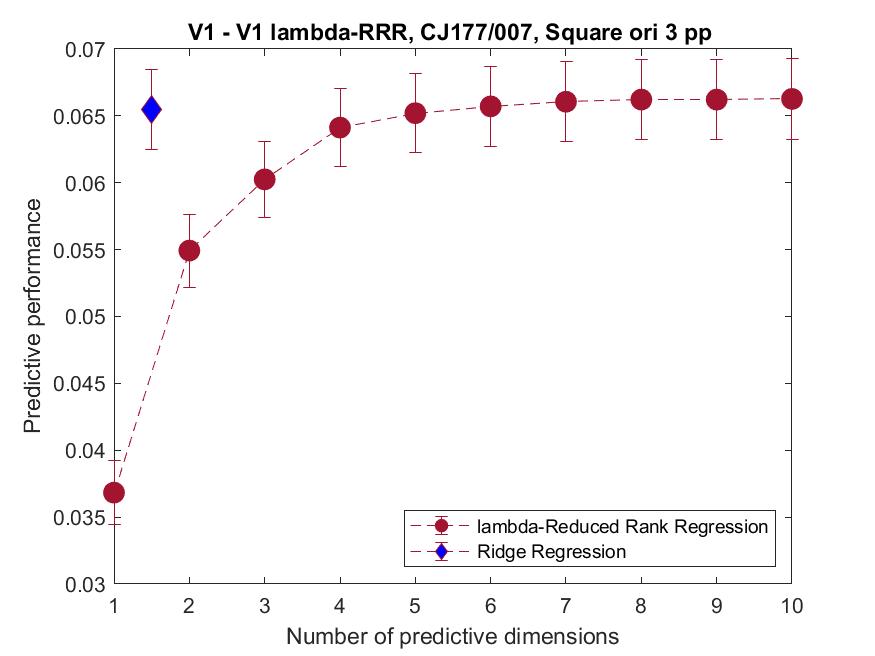 V1 - V1 lambda-RRR, CJ177/007, Square ori 3 pp
Predictive performance
0.07
0.065
0.06
0.055
0.05
0.045
0.04
0.035
0.03
lambda-Reduced Rank Regression
Ridge Regression
1 2 3 4 5 6 7 8 9 10
Number of predictive dimensions